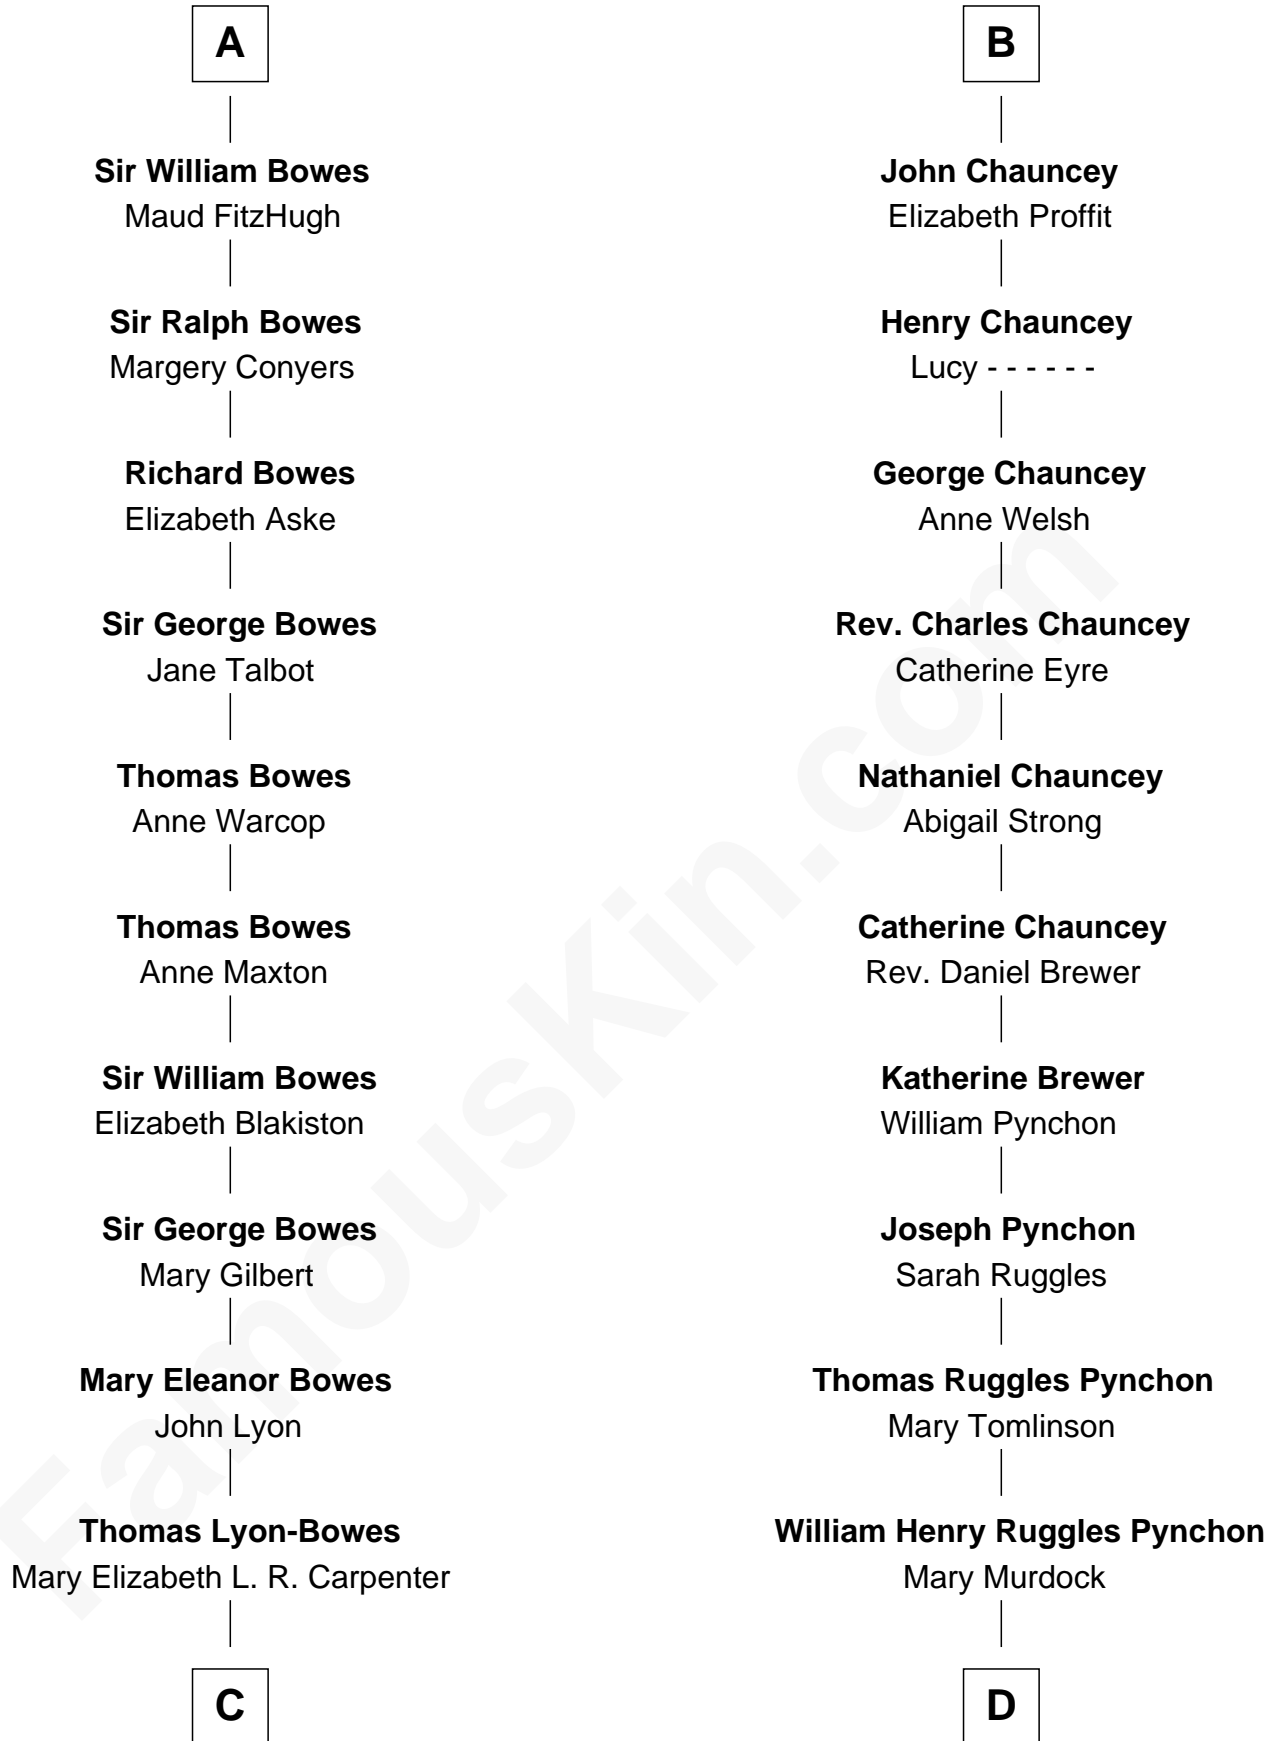 A
Sir William Bowes
Maud FitzHugh
Sir Ralph Bowes
Margery Conyers
Richard Bowes
Elizabeth Aske
Sir George Bowes
Jane Talbot
Thomas Bowes
Anne Warcop
Thomas Bowes
Anne Maxton
Sir William Bowes
Elizabeth Blakiston
Sir George Bowes
Mary Gilbert
Mary Eleanor Bowes
John Lyon
Thomas Lyon-Bowes
Mary Elizabeth L. R. Carpenter
C
B
John Chauncey
Elizabeth Proffit
Henry Chauncey
Lucy - - - - - -
George Chauncey
Anne Welsh
Rev. Charles Chauncey
Catherine Eyre
Nathaniel Chauncey
Abigail Strong
Catherine Chauncey
Rev. Daniel Brewer
Katherine Brewer
William Pynchon
Joseph Pynchon
Sarah Ruggles
Thomas Ruggles Pynchon
Mary Tomlinson
William Henry Ruggles Pynchon
Mary Murdock
D
FamousKin.com